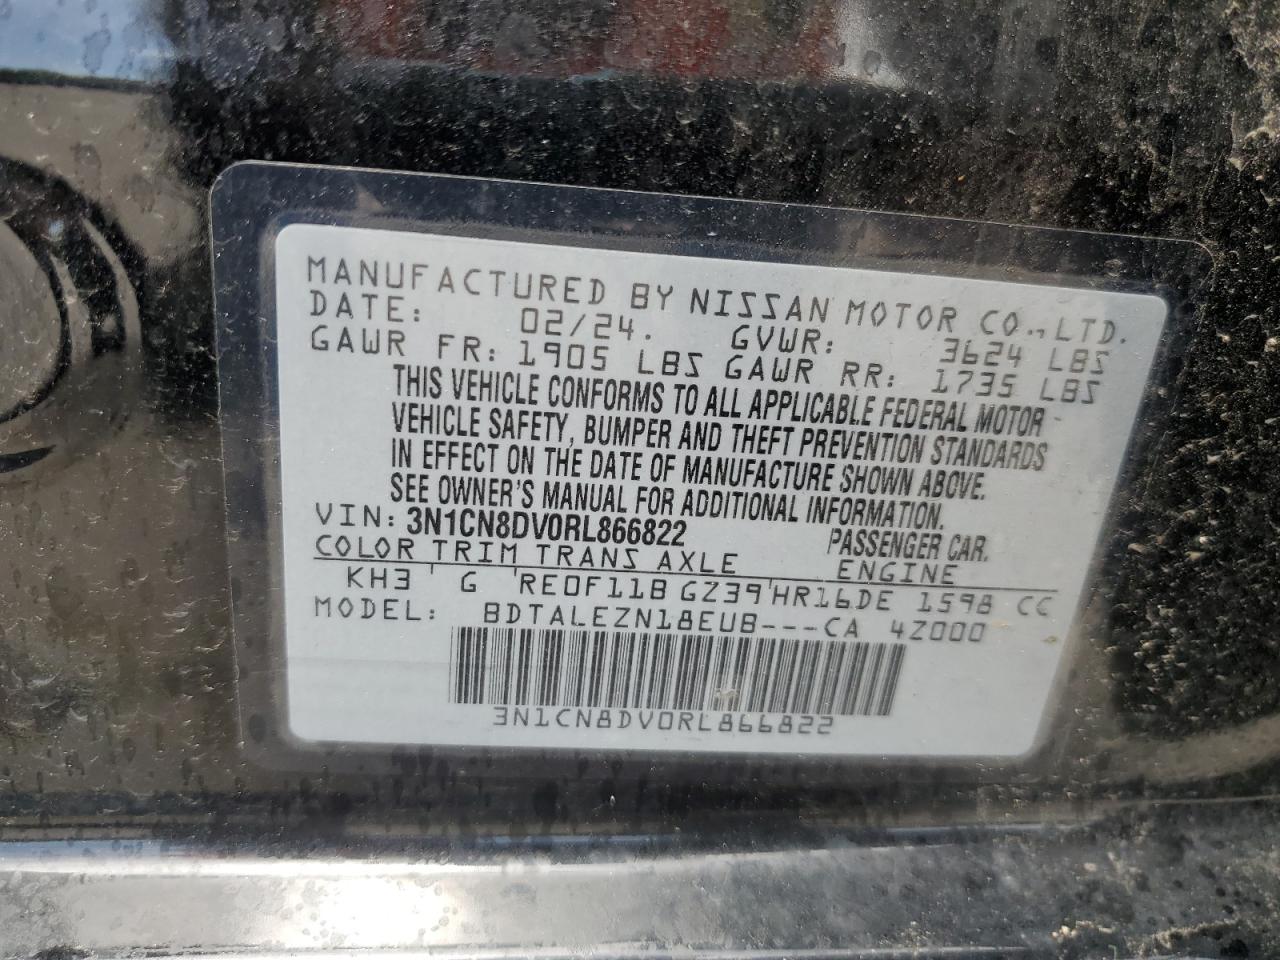 MANUFACTURED BY NISSAN MOTOR CO., LTD.
DATE: 02/24. GVWR: 3624 LBS
GAWR FR: 1905 LBS GAWR RR: 1735 LBS
THIS VEHICLE CONFORMS TO ALL APPLICABLE FEDERAL MOTOR
VEHICLE SAFETY, BUMPER AND THEFT PREVENTION STANDARDS
IN EFFECT ON THE DATE OF MANUFACTURE SHOWN ABOVE.
SEE OWNER'S MANUAL FOR ADDITIONAL INFORMATION.
VIN: 3N1CN8DV0RL866822 PASSENGER CAR.
COLOR TRIM TRANS AXLE ENGINE
KH3 ' G 'RE0F11B GZ39'HR16DE 1598 CC
MODEL: BDTALEZN18EUB---CA 4Z000
3N1CN8DV0RL866822